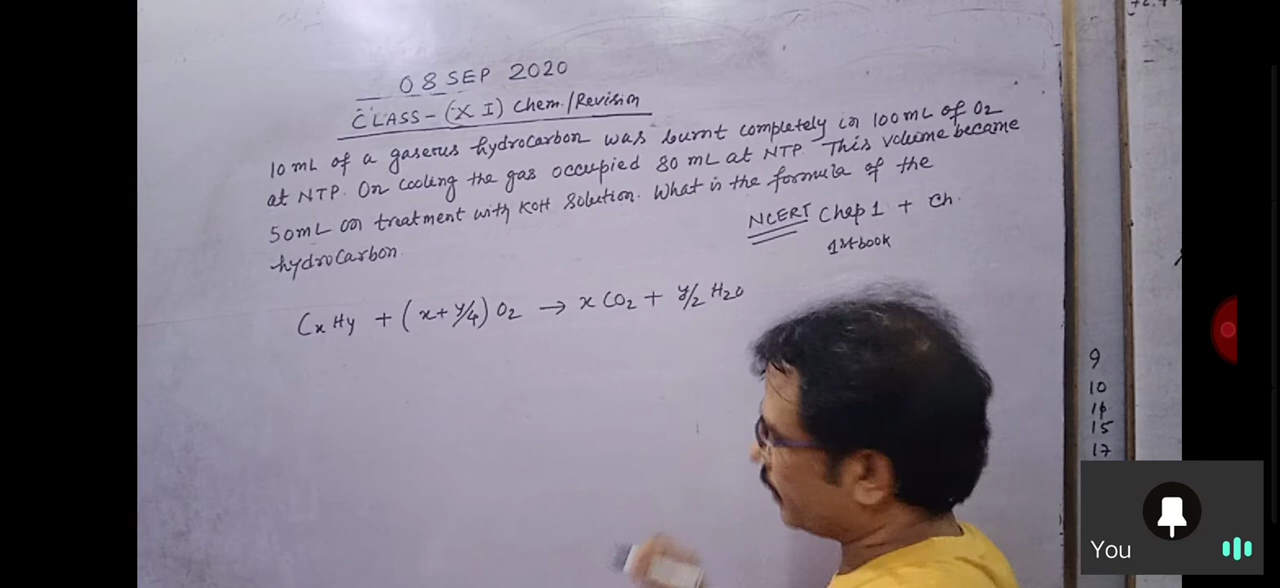 08 SEP 2020
CLASS - (XI) Chem./Revision
10 mL of a gaseous hydrocarbon was burnt completely in 100 mL of O2
at NTP. On cooling the gas occupied 80 mL at NTP. This volume became
50mL on treatment with KOH Solution. What is the formula of the
hydrocarbon.
NCERT Chap 1 + Ch.
1st book
CxHy + (x+y/4) O2 → x CO2 + y/2 H2O
9
10
15
17
You